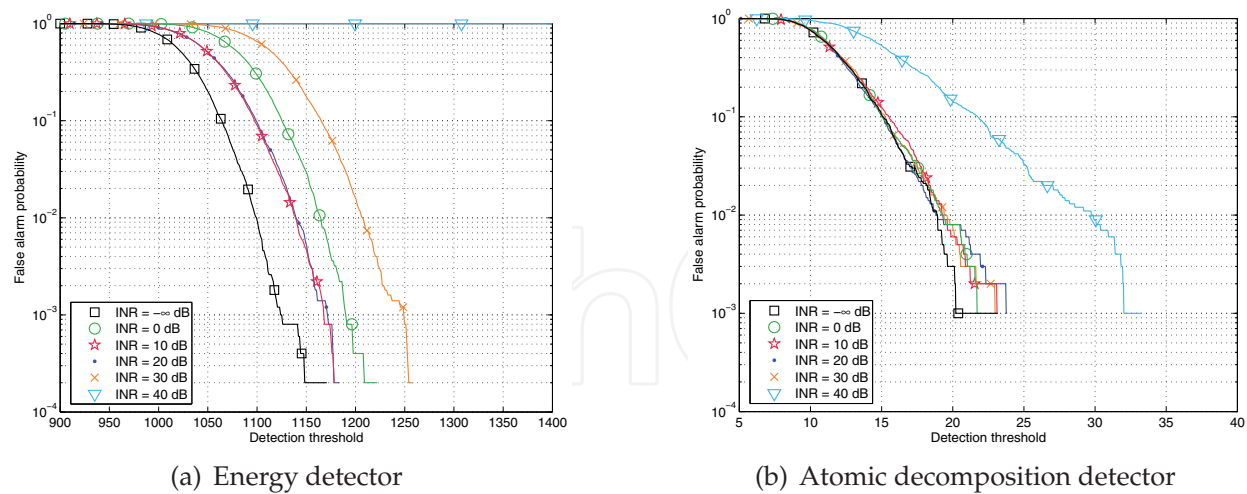 False alarm probability
10⁰
10⁻¹
10⁻²
10⁻³
10⁻⁴
INR = −∞ dB
INR = 0 dB
INR = 10 dB
INR = 20 dB
INR = 30 dB
INR = 40 dB
900 950 1000 1050 1100 1150 1200 1250 1300 1350 1400
Detection threshold
(a) Energy detector
False alarm probability
10⁰
10⁻¹
10⁻²
10⁻³
10⁻⁴
INR = −∞ dB
INR = 0 dB
INR = 10 dB
INR = 20 dB
INR = 30 dB
INR = 40 dB
5 10 15 20 25 30 35 40
Detection threshold
(b) Atomic decomposition detector